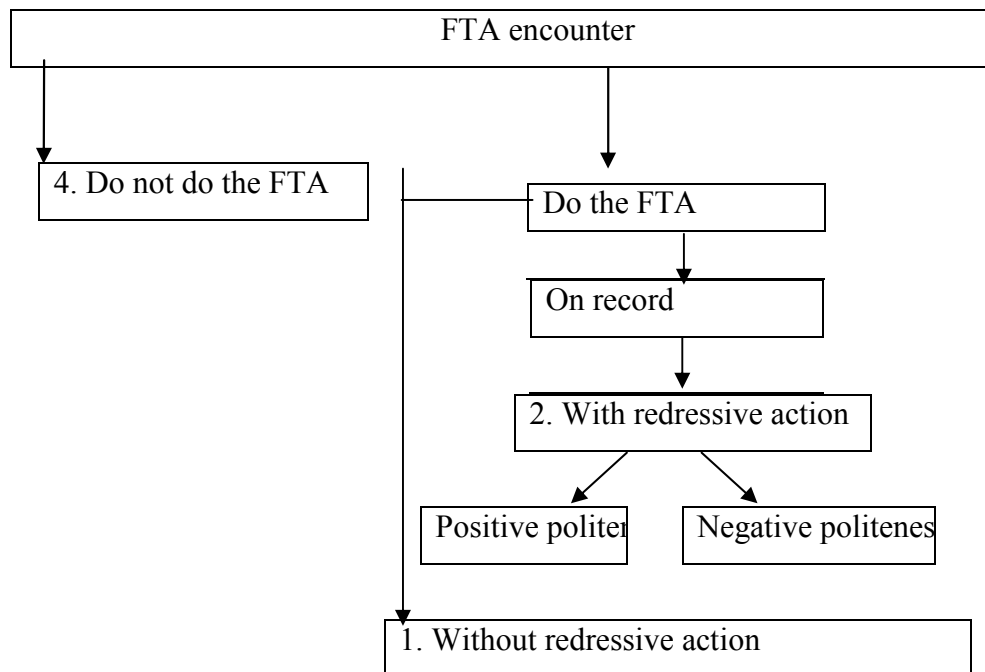 FTA encounter
4. Do not do the FTA
Do the FTA
On record
2. With redressive action
Positive politen
Negative politenes
1. Without redressive action